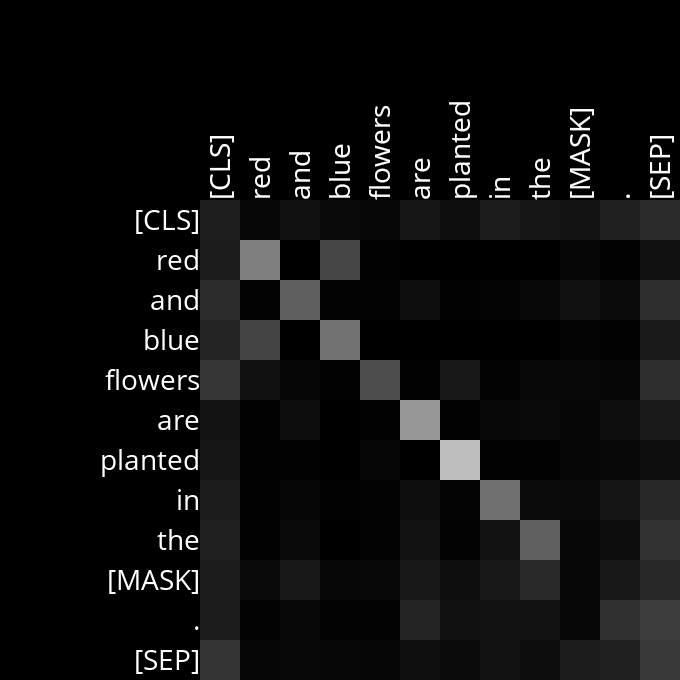 [CLS] red and blue flowers are planted in the [MASK] . [SEP]
[CLS]
red
and
blue
flowers
are
planted
in
the
[MASK]
.
[SEP]